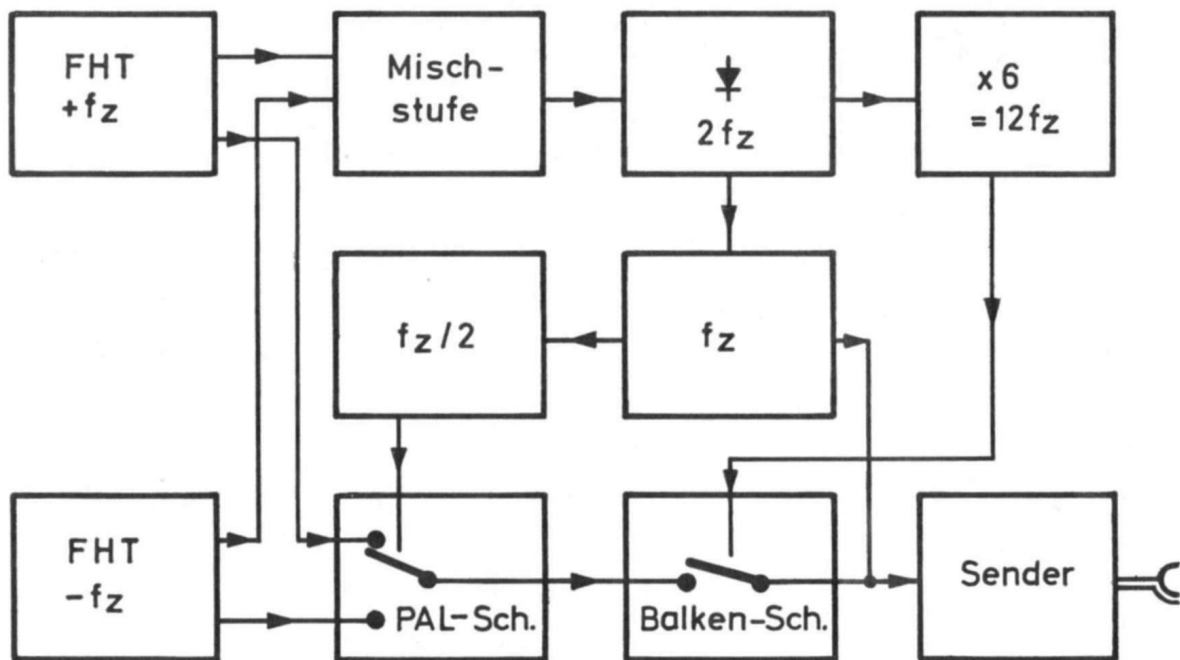 FHT
+fz
Misch-
stufe
2fz
x 6
= 12fz
fz/2
fz
FHT
-fz
PAL-Sch.
Balken-Sch.
Sender